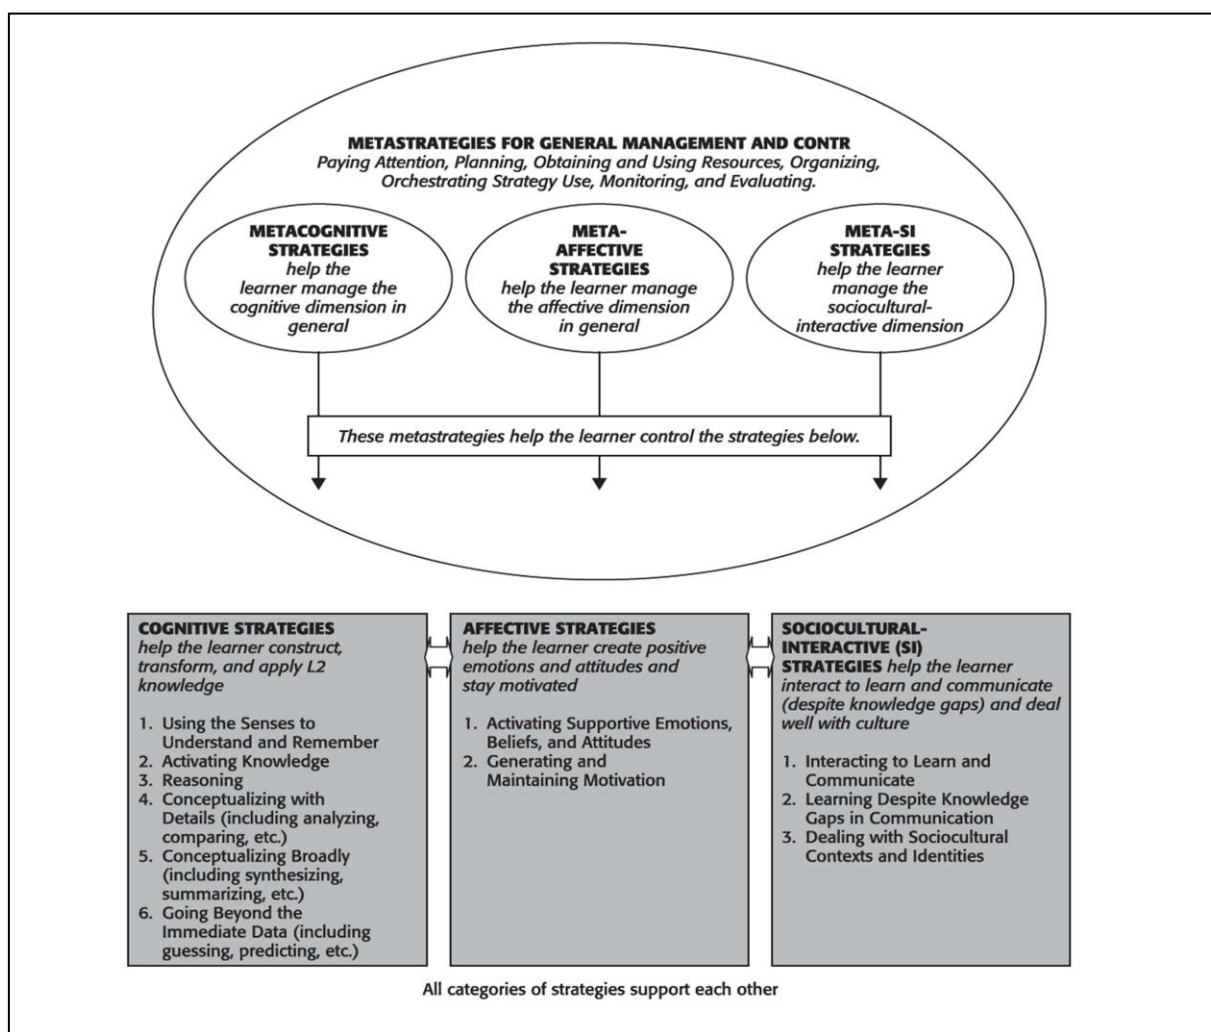 METASTRATEGIES FOR GENERAL MANAGEMENT AND CONTR
Paying Attention, Planning, Obtaining and Using Resources, Organizing,
Orchestrating Strategy Use, Monitoring, and Evaluating.
METACOGNITIVE
STRATEGIES
help the
learner manage the
cognitive dimension in
general
META-
AFFECTIVE
STRATEGIES
help the learner manage
the affective dimension
in general
META-SI
STRATEGIES
help the learner
manage the
sociocultural-
interactive dimension
These metastrategies help the learner control the strategies below.
COGNITIVE STRATEGIES
help the learner construct,
transform, and apply L2
knowledge
1. Using the Senses to
Understand and Remember
2. Activating Knowledge
3. Reasoning
4. Conceptualizing with
Details (including analyzing,
comparing, etc.)
5. Conceptualizing Broadly
(including synthesizing,
summarizing, etc.)
6. Going Beyond the
Immediate Data (including
guessing, predicting, etc.)
AFFECTIVE STRATEGIES
help the learner create positive
emotions and attitudes and
stay motivated
1. Activating Supportive Emotions,
Beliefs, and Attitudes
2. Generating and
Maintaining Motivation
SOCIOCULTURAL-
INTERACTIVE (SI)
STRATEGIES help the learner
interact to learn and communicate
(despite knowledge gaps) and deal
well with culture
1. Interacting to Learn and
Communicate
2. Learning Despite Knowledge
Gaps in Communication
3. Dealing with Sociocultural
Contexts and Identities
All categories of strategies support each other